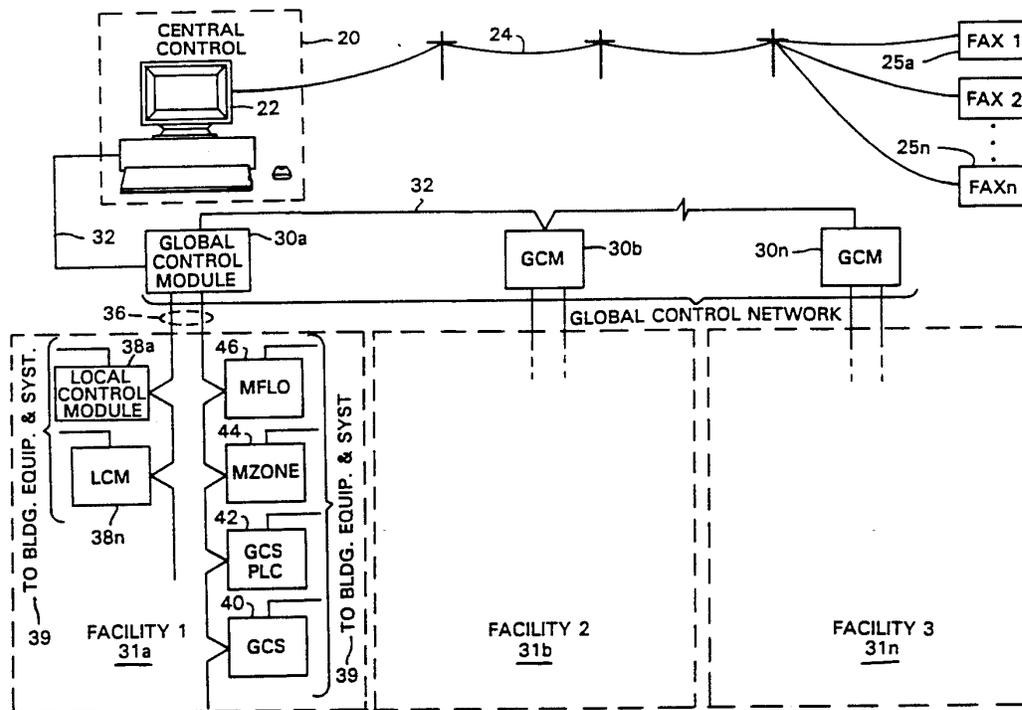 CENTRAL
CONTROL
20
22
24
FAX 1
25a
FAX 2
25n
FAXn
32
32
GLOBAL
CONTROL
MODULE
30a
GCM
30b
30n
GCM
GLOBAL CONTROL NETWORK
36
TO BLDG. EQUIP. & SYST.
39
38a
LOCAL
CONTROL
MODULE
LCM
38n
46
MFLO
44
MZONE
42
GCS
PLC
40
GCS
TO BLDG. EQUIP. & SYST
39
FACILITY 1
31a
FACILITY 2
31b
FACILITY 3
31n